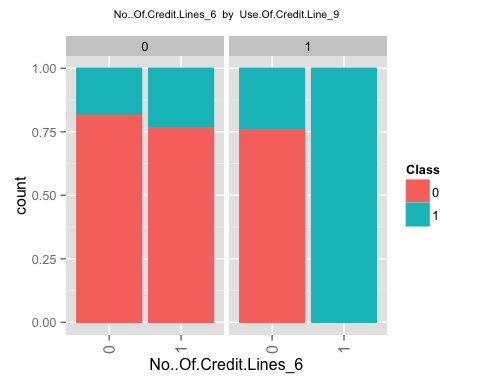 No..Of.Credit.Lines_6 by Use.Of.Credit.Line_9
0 1
1.00
0.75
0.50
0.25
0.00
count
0 1 0 1
No..Of.Credit.Lines_6
Class
0
1